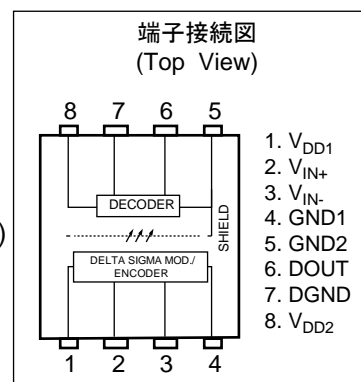 端子接続図
(Top View)
8 7 6 5
DECODER
SHIELD
DELTA SIGMA MOD./
ENCODER
1 2 3 4
1. VDD1
2. VIN+
3. VIN-
4. GND1
5. GND2
6. DOUT
7. DGND
8. VDD2
)